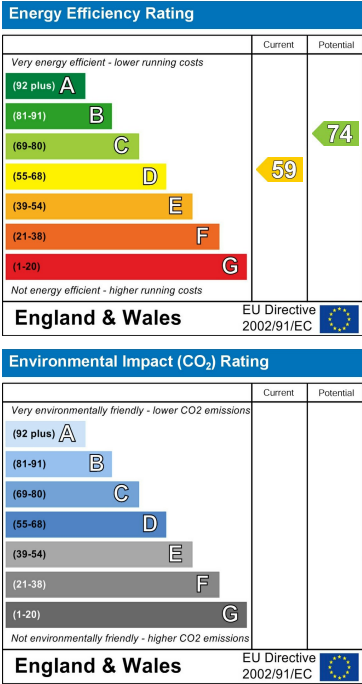 Energy Efficiency Rating
Current Potential
Very energy efficient - lower running costs
(92 plus) A
(81-91) B
(69-80) C
(55-68) D
(39-54) E
(21-38) F
(1-20) G
59
74
Not energy efficient - higher running costs
England & Wales
EU Directive
2002/91/EC
Environmental Impact (CO₂) Rating
Current Potential
Very environmentally friendly - lower CO2 emissions
(92 plus) A
(81-91) B
(69-80) C
(55-68) D
(39-54) E
(21-38) F
(1-20) G
Not environmentally friendly - higher CO2 emissions
England & Wales
EU Directive
2002/91/EC